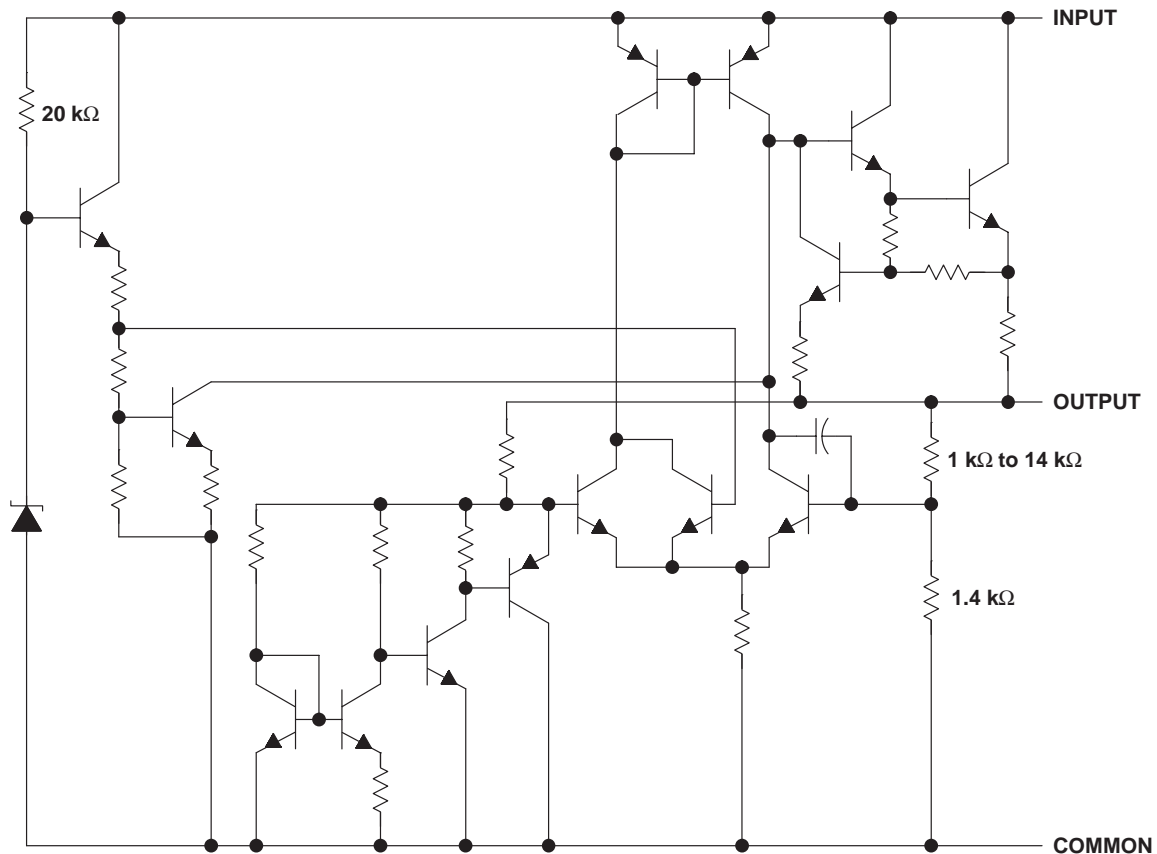 INPUT
20 kΩ
OUTPUT
1 kΩ to 14 kΩ
1.4 kΩ
COMMON